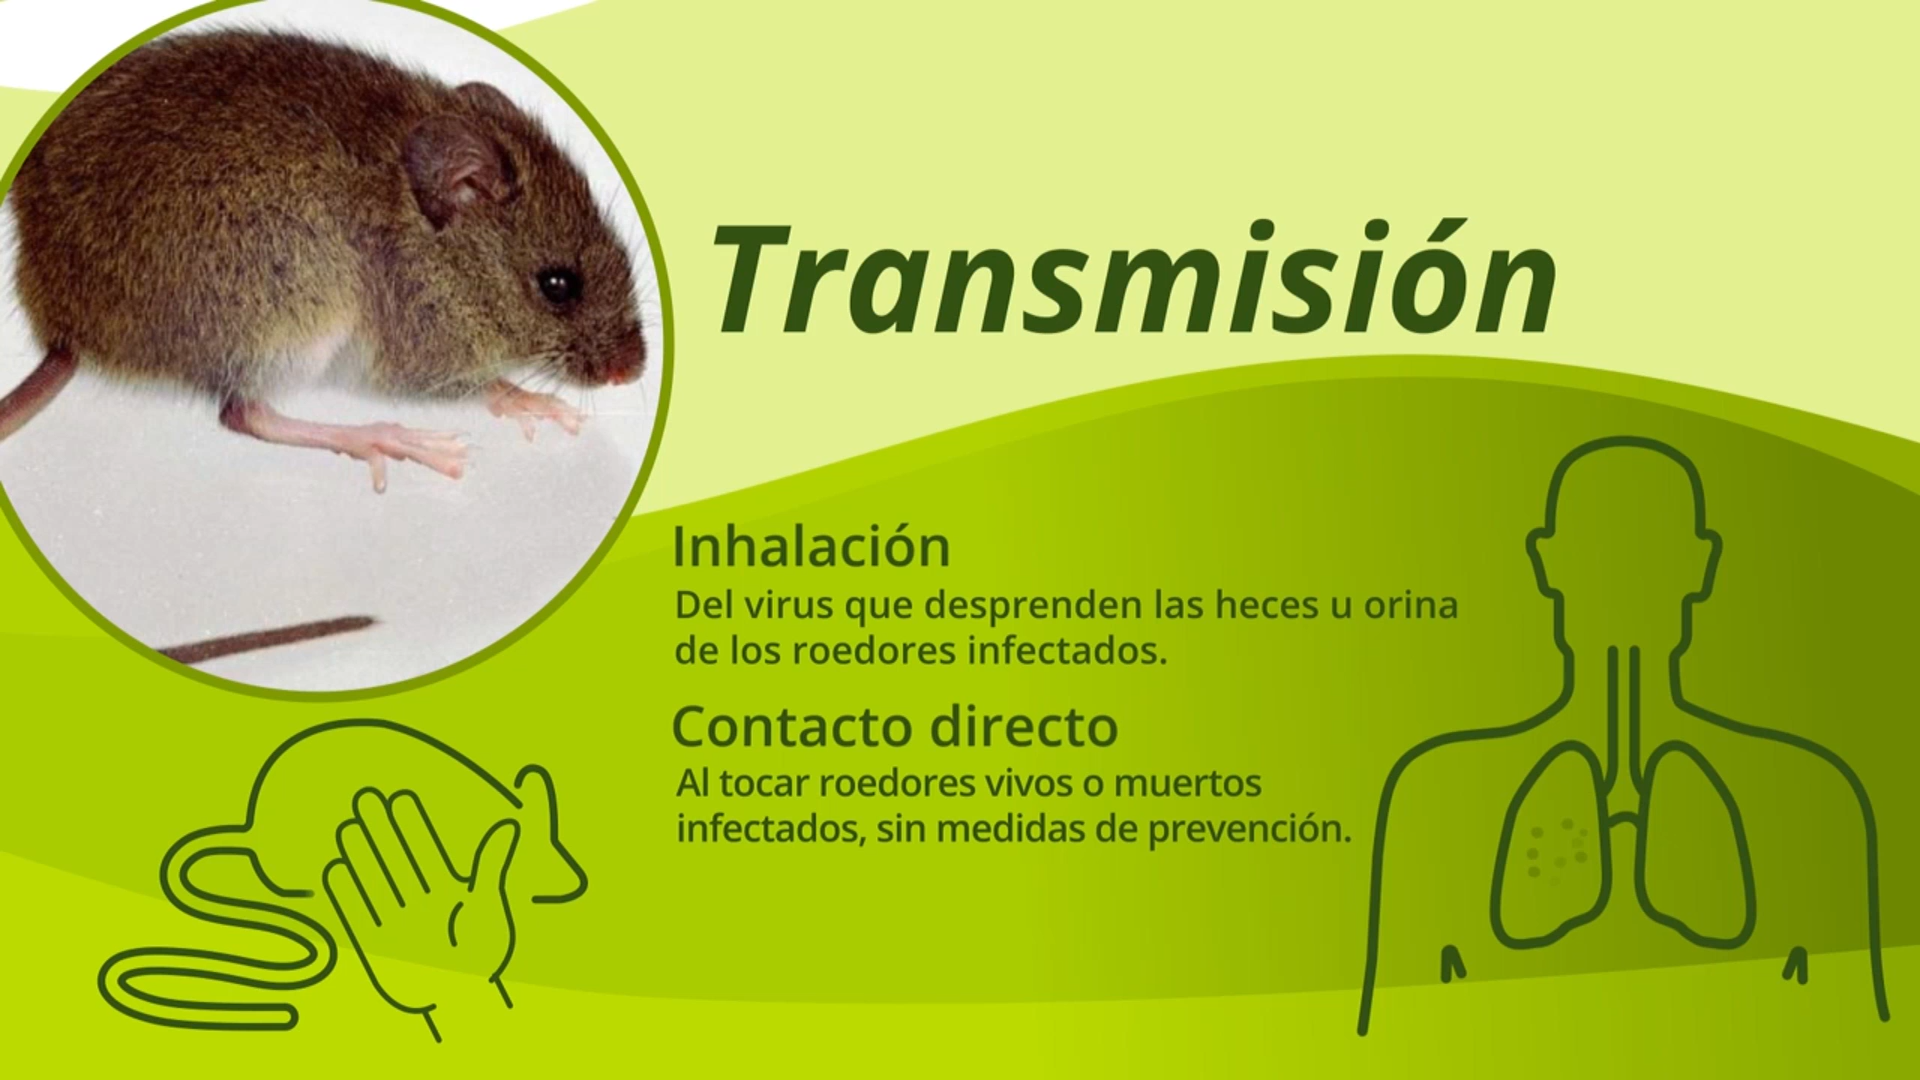 Transmisión
Inhalación
Del virus que desprenden las heces u orina
de los roedores infectados.
Contacto directo
Al tocar roedores vivos o muertos
infectados, sin medidas de prevención.